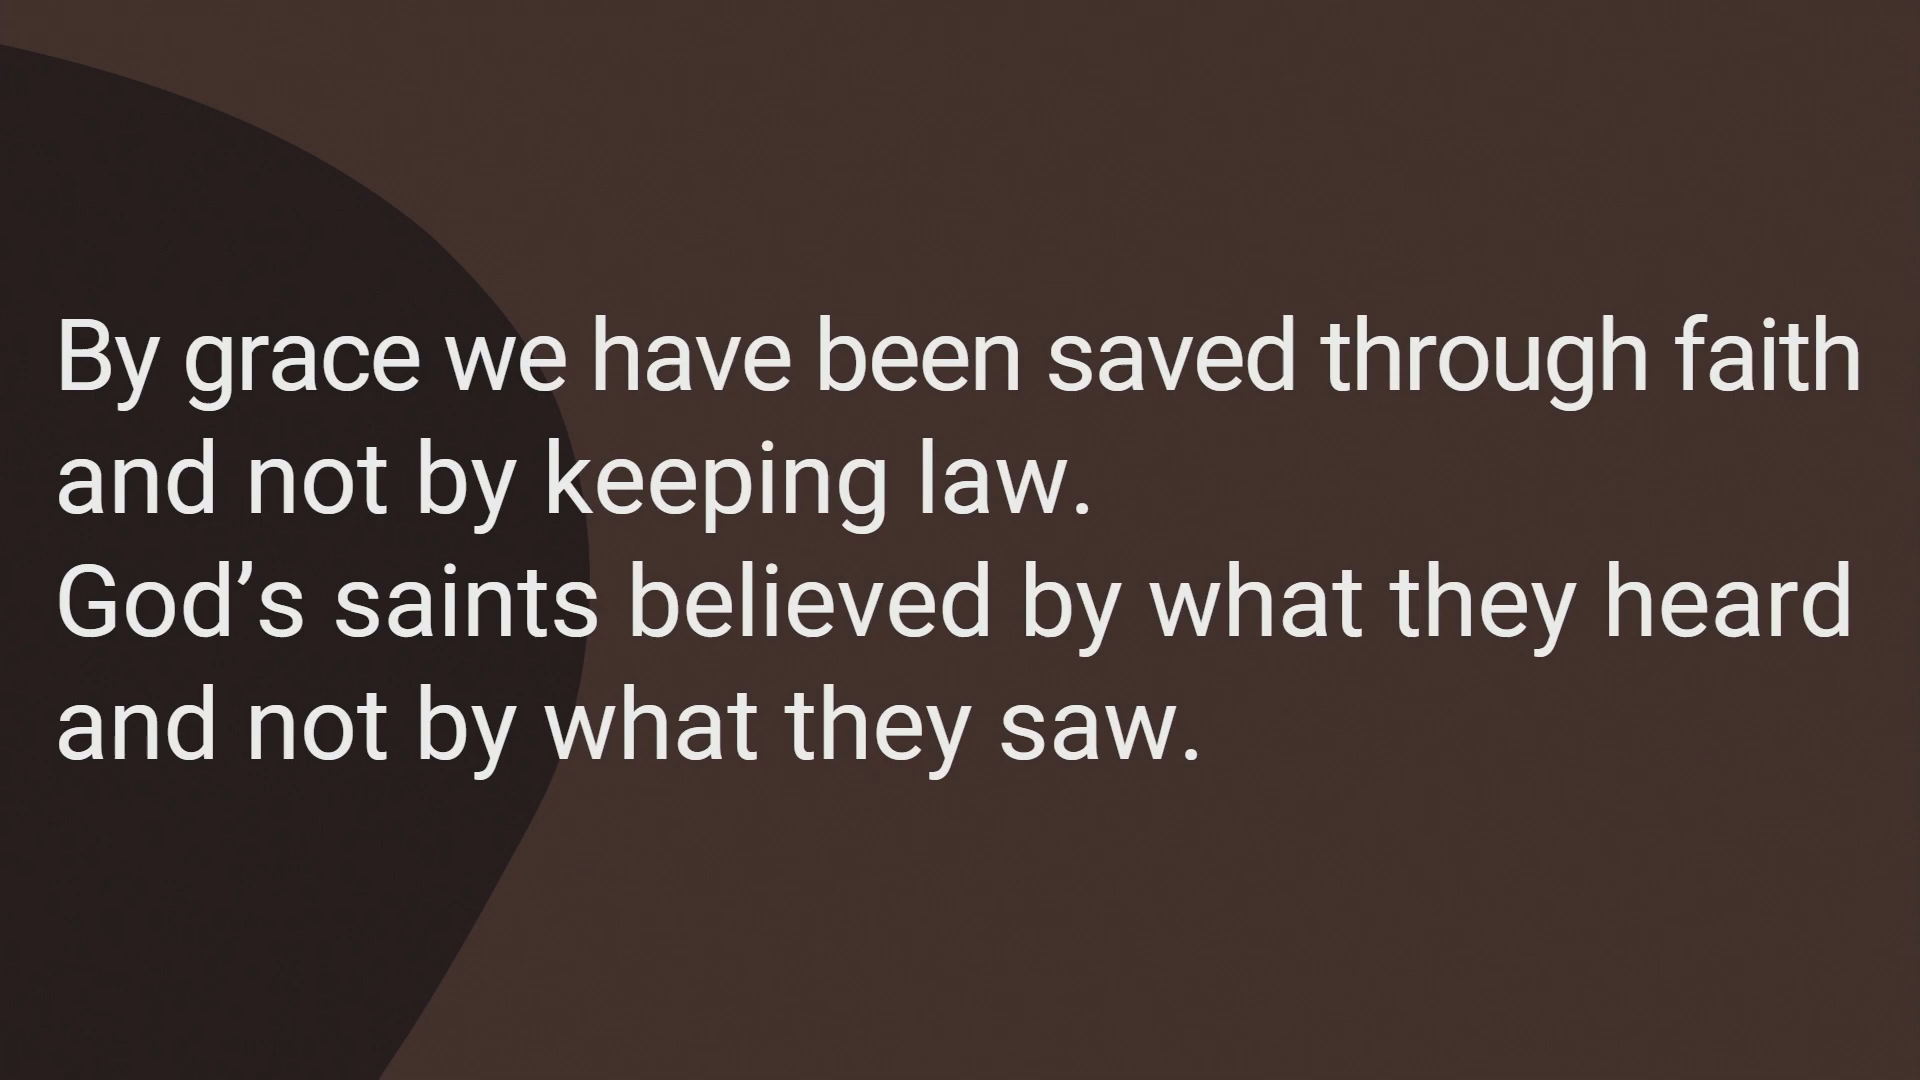 By grace we have been saved through faith
and not by keeping law.
God’s saints believed by what they heard
and not by what they saw.